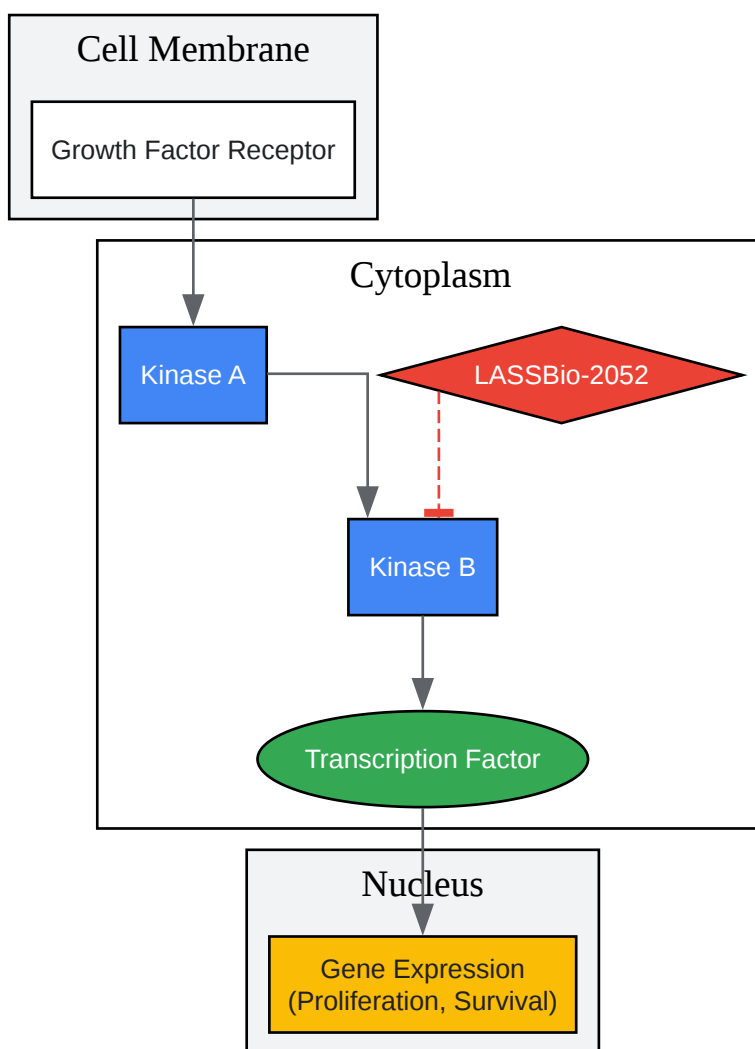 Cell Membrane
Growth Factor Receptor
Cytoplasm
Kinase A
LASSBio-2052
Kinase B
Transcription Factor
Nucleus
Gene Expression
(Proliferation, Survival)